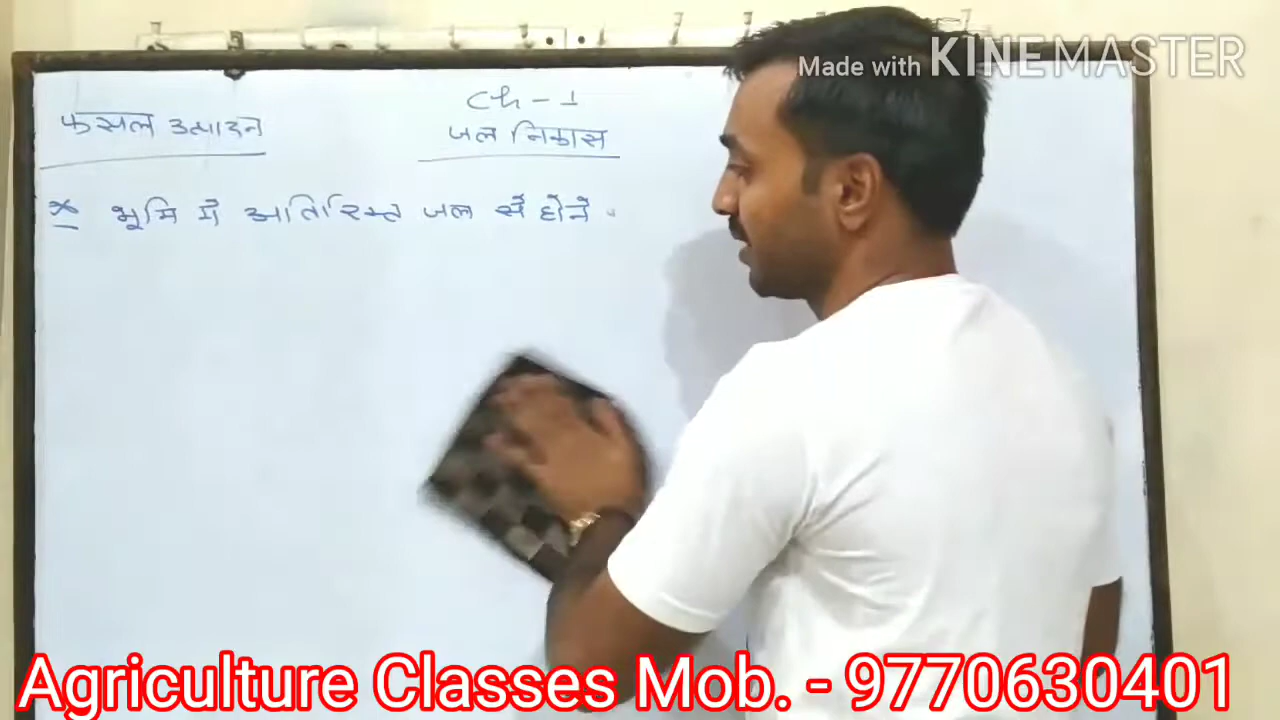 Made with KINEMASTER
Ch - 1
फसल उत्पादन
जल निकास
* भूमि में अतिरिक्त जल से होने
Agriculture Classes Mob. - 9770630401